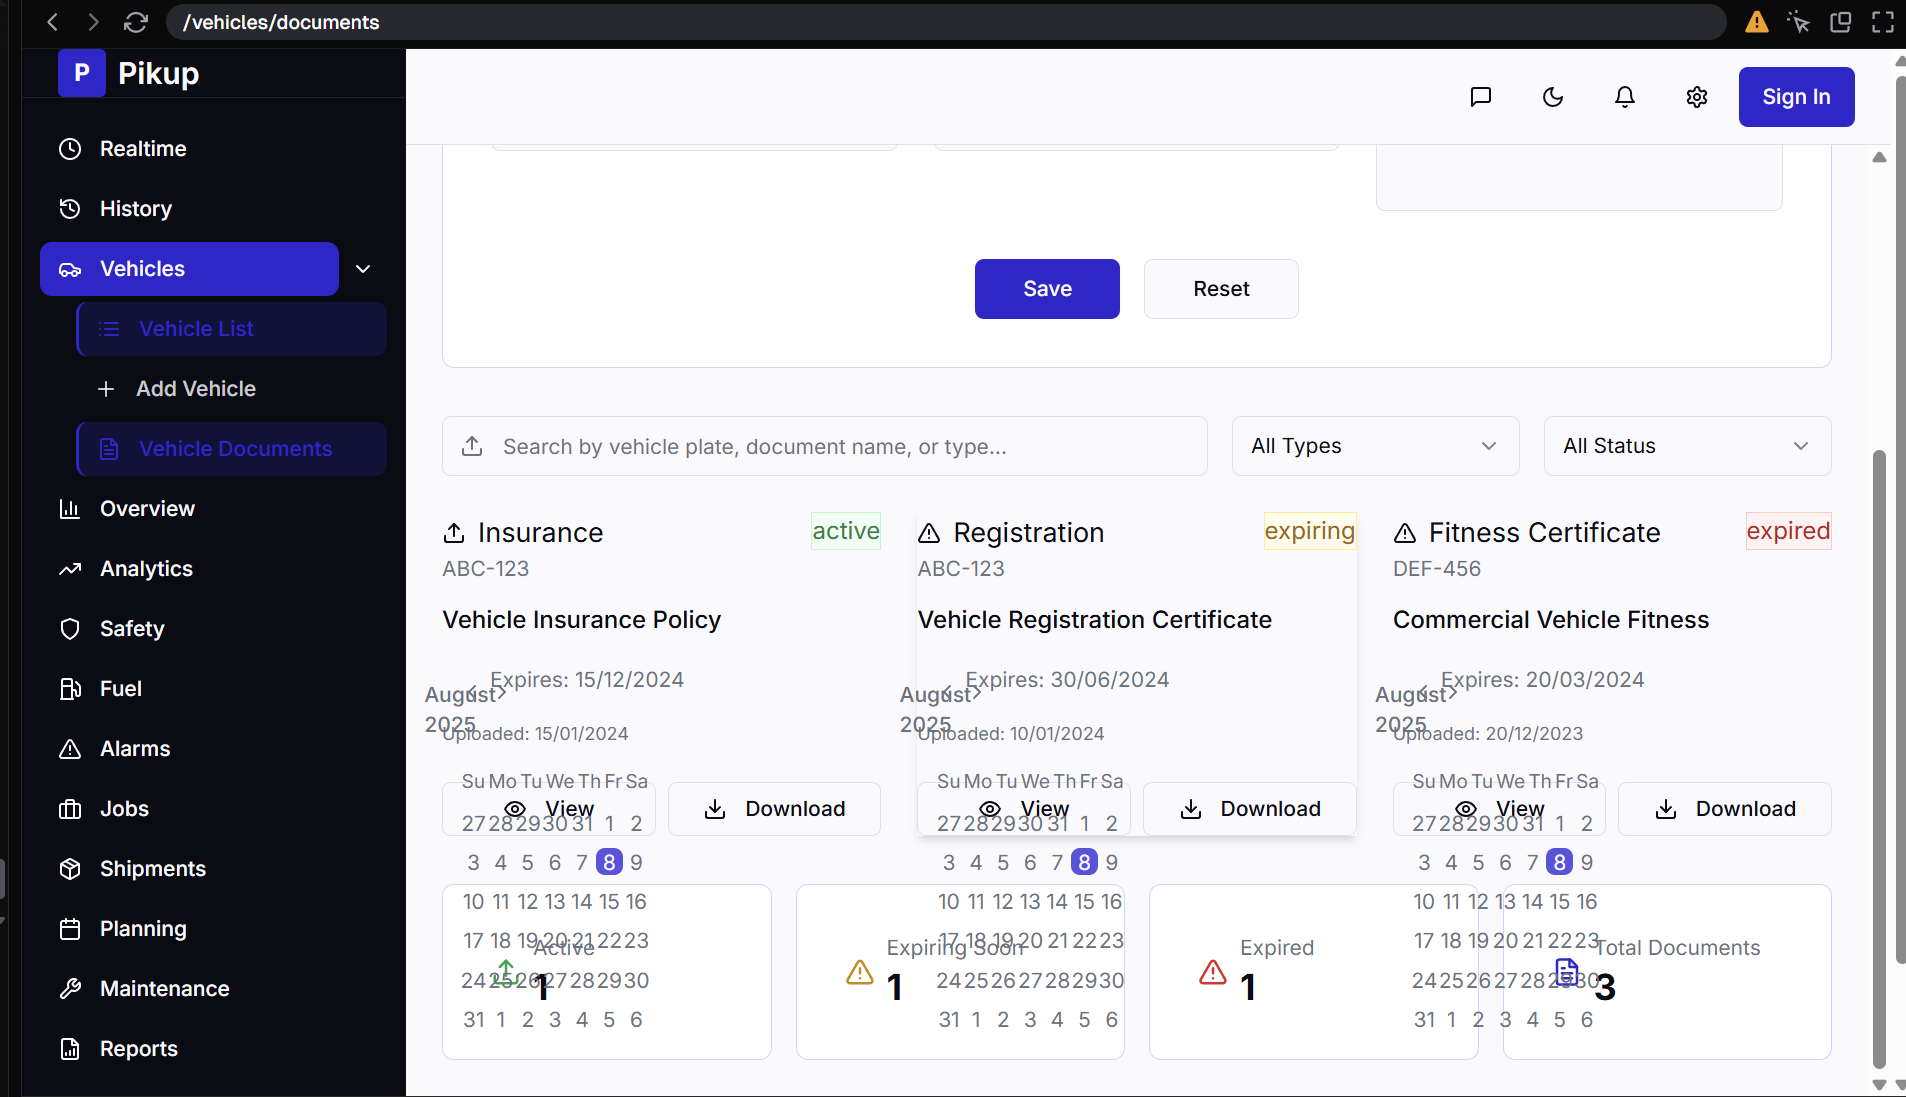 /vehicles/documents
P Pikup
Sign In
Realtime
History
Vehicles
Vehicle List
Add Vehicle
Vehicle Documents
Overview
Analytics
Safety
Fuel
Alarms
Jobs
Shipments
Planning
Maintenance
Reports
Save Reset
Search by vehicle plate, document name, or type...
All Types
All Status
Insurance active
ABC-123
Vehicle Insurance Policy
Expires: 15/12/2024
August
2025
Uploaded: 15/01/2024
Su Mo Tu We Th Fr Sa
View Download
27 28 29 30 31 1 2
3 4 5 6 7 8 9
10 11 12 13 14 15 16
17 18 19 20 21 22 23
24 25 26 27 28 29 30
31 1 2 3 4 5 6
Registration expiring
ABC-123
Vehicle Registration Certificate
Expires: 30/06/2024
August
2025
Uploaded: 10/01/2024
Su Mo Tu We Th Fr Sa
View Download
27 28 29 30 31 1 2
3 4 5 6 7 8 9
10 11 12 13 14 15 16
17 18 19 20 21 22 23
24 25 26 27 28 29 30
31 1 2 3 4 5 6
Fitness Certificate expired
DEF-456
Commercial Vehicle Fitness
Expires: 20/03/2024
August
2025
Uploaded: 20/12/2023
Su Mo Tu We Th Fr Sa
View Download
27 28 29 30 31 1 2
3 4 5 6 7 8 9
10 11 12 13 14 15 16
17 18 19 20 21 22 23
24 25 26 27 28 29 30
31 1 2 3 4 5 6
Active
1
Expiring Soon
1
Expired
1
Total Documents
3